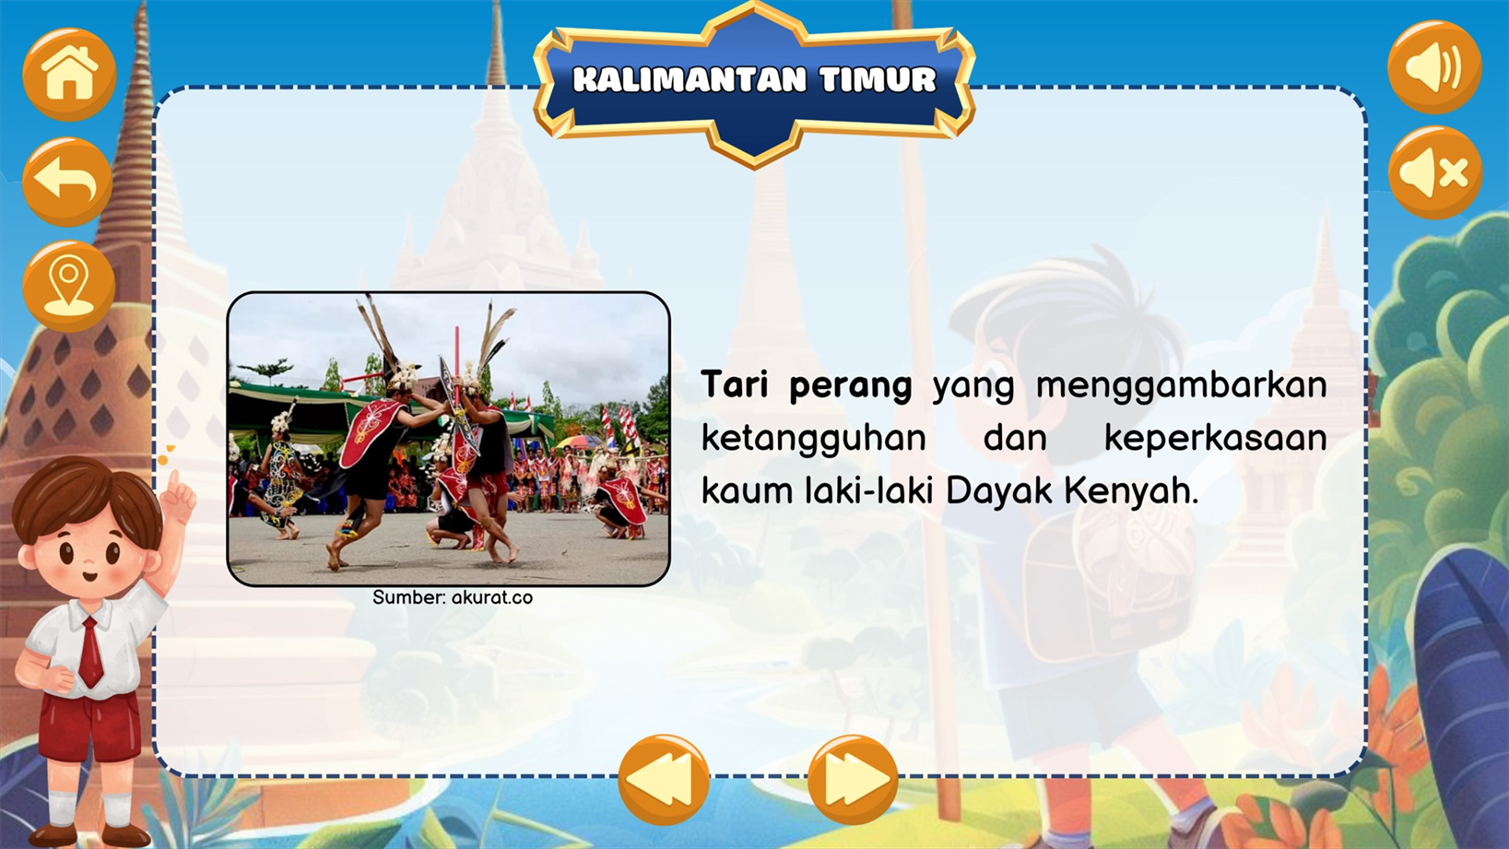 KALIMANTAN TIMUR
Tari perang yang menggambarkan
ketangguhan dan keperkasaan
kaum laki-laki Dayak Kenyah.
Sumber: akurat.co